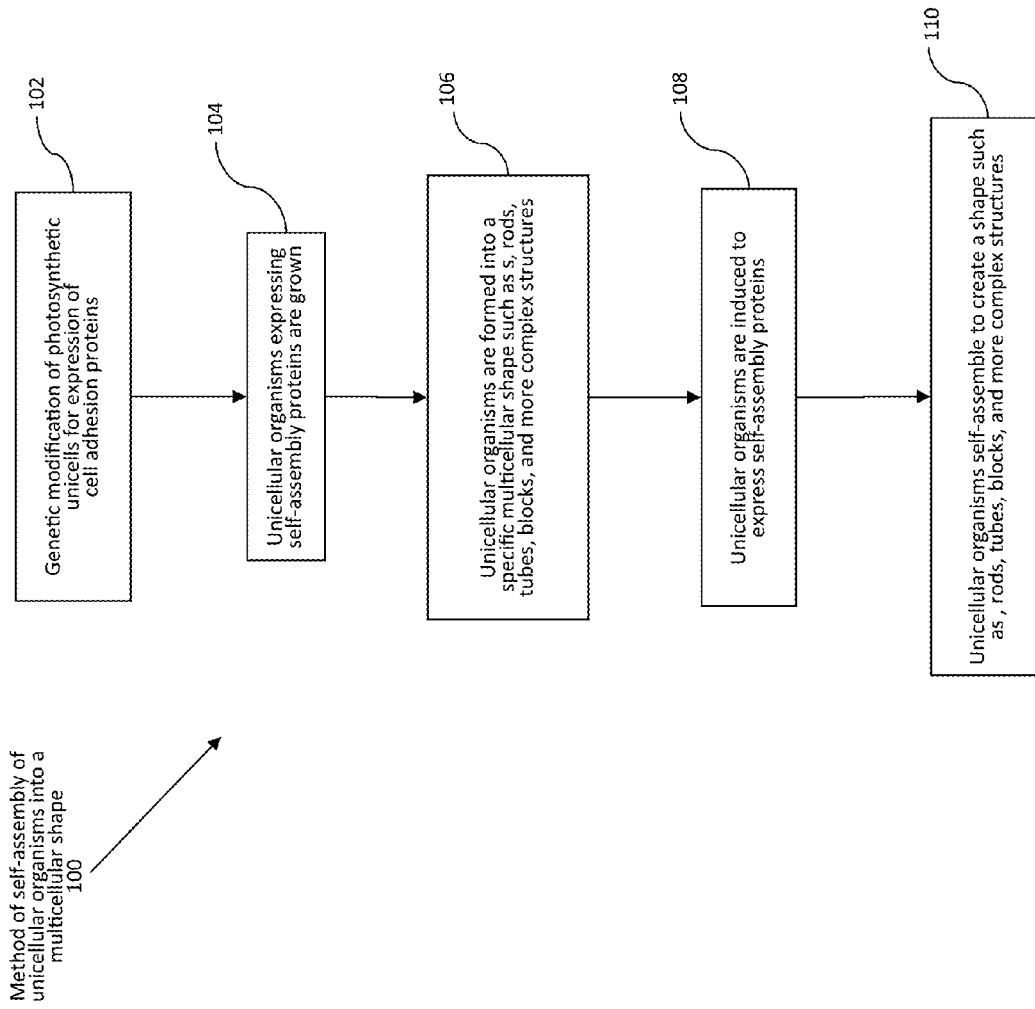 Method of self-assembly of
unicellular organisms into a
multicellular shape
100
Genetic modification of photosynthetic
unicells for expression of
cell adhesion proteins
102
Unicellular organisms expressing
self-assembly proteins are grown
104
Unicellular organisms are formed into a
specific multicellular shape such as s, rods,
tubes, blocks, and more complex structures
106
Unicellular organisms are induced to
express self-assembly proteins
108
Unicellular organisms self-assemble to create a shape such
as , rods, tubes, blocks, and more complex structures
110